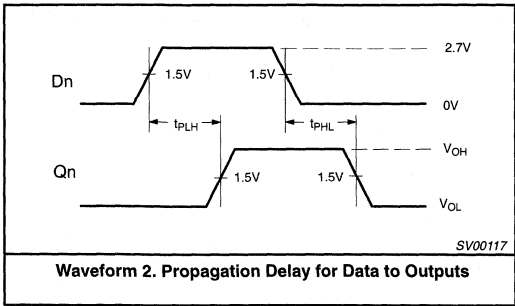 2.7V
Dn
1.5V
1.5V
0V
tPLH
tPHL
VOH
Qn
1.5V
1.5V
VOL
SV00117
Waveform 2. Propagation Delay for Data to Outputs